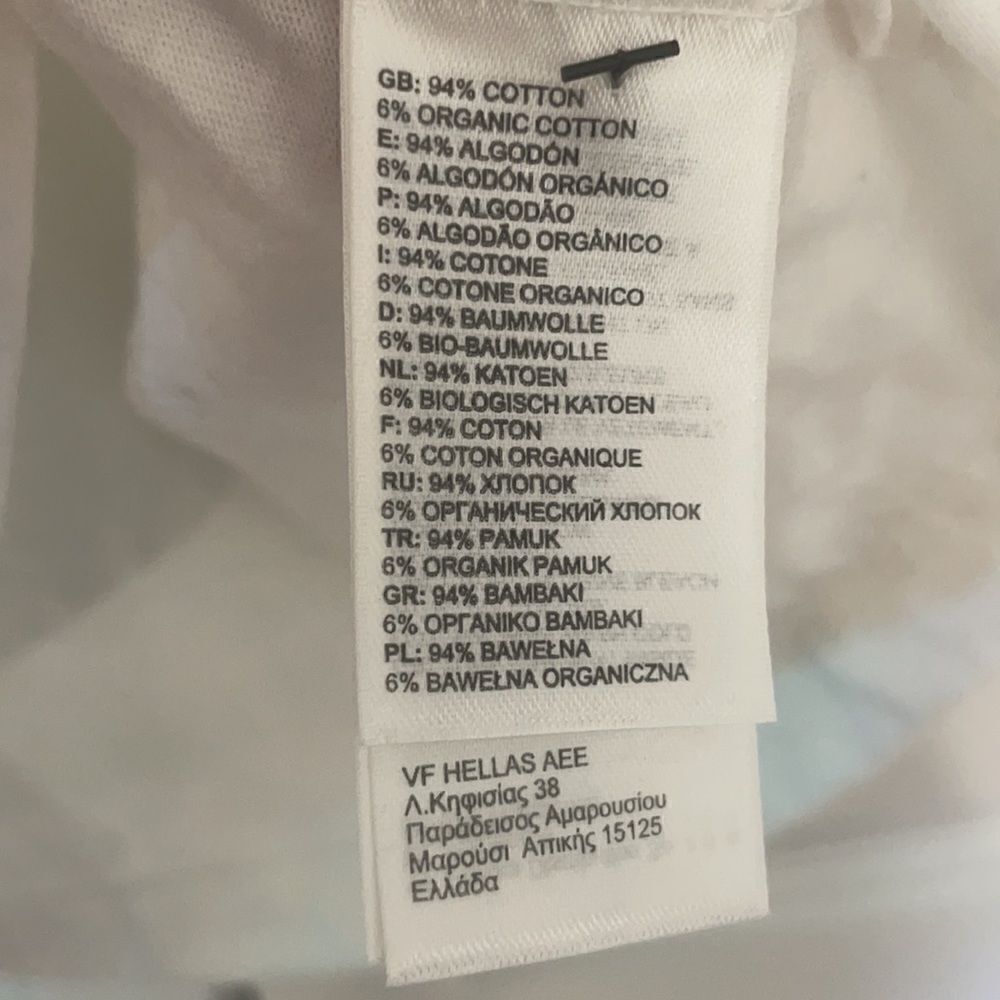 GB: 94% COTTON
6% ORGANIC COTTON
E: 94% ALGODÓN
6% ALGODÓN ORGÁNICO
P: 94% ALGODÃO
6% ALGODÃO ORGÂNICO
I: 94% COTONE
6% COTONE ORGANICO
D: 94% BAUMWOLLE
6% BIO-BAUMWOLLE
NL: 94% KATOEN
6% BIOLOGISCH KATOEN
F: 94% COTON
6% COTON ORGANIQUE
RU: 94% ХЛОПОК
6% ОРГАНИЧЕСКИЙ ХЛОПОК
TR: 94% PAMUK
6% ORGANIK PAMUK
GR: 94% ΒΑΜΒΑΚΙ
6% ΟΡΓΑΝΙΚΟ ΒΑΜΒΑΚΙ
PL: 94% BAWEŁNA
6% BAWEŁNA ORGANICZNA
VF HELLAS AEE
Λ.Κηφισίας 38
Παράδεισος Αμαρουσίου
Μαρούσι Αττικής 15125
Ελλάδα